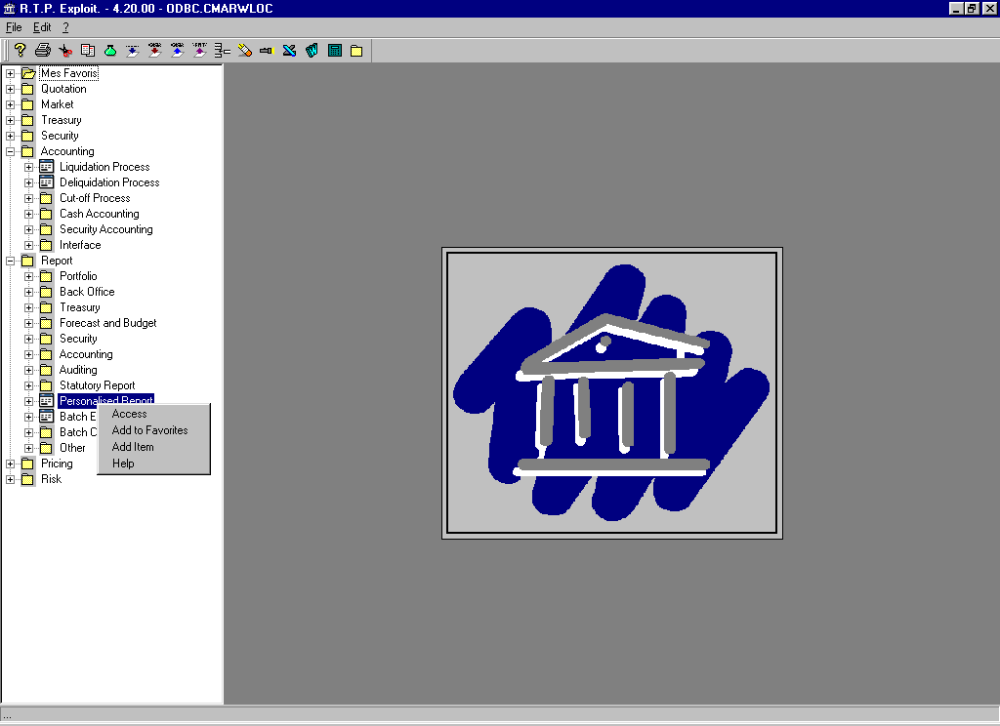 R.T.P. Exploit. - 4.20.00 - ODBC.CMARWLOC
File Edit ?
Mes Favoris
Quotation
Market
Treasury
Security
Accounting
Liquidation Process
Deliquidation Process
Cut-off Process
Cash Accounting
Security Accounting
Interface
Report
Portfolio
Back Office
Treasury
Forecast and Budget
Security
Accounting
Auditing
Statutory Report
Personalised Report
Batch E
Batch C
Other
Pricing
Risk
Access
Add to Favorites
Add Item
Help
...